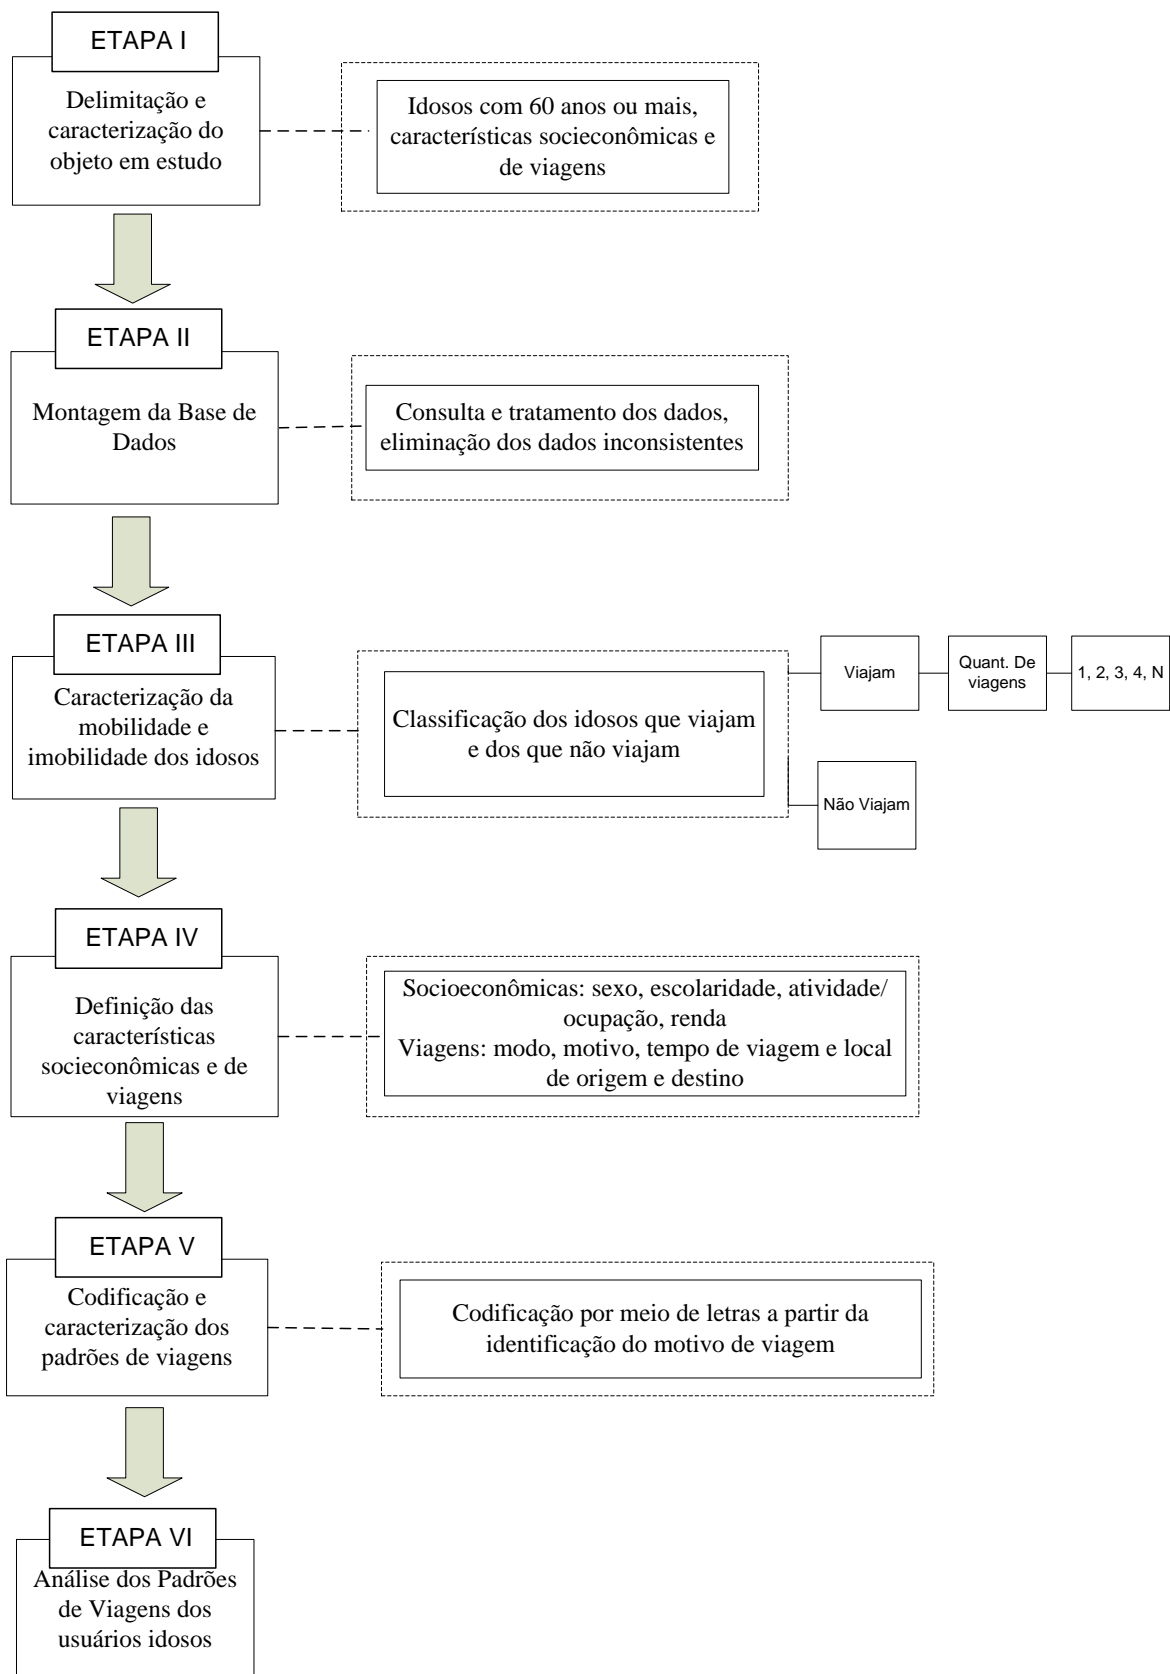 ETAPA I
Delimitação e
caracterização do
objeto em estudo
Idosos com 60 anos ou mais,
características socieconômicas e
de viagens
ETAPA II
Montagem da Base de
Dados
Consulta e tratamento dos dados,
eliminação dos dados inconsistentes
ETAPA III
Caracterização da
mobilidade e
imobilidade dos idosos
Classificação dos idosos que viajam
e dos que não viajam
Viajam
Quant. De
viagens
1, 2, 3, 4, N
Não Viajam
ETAPA IV
Definição das
características
socieconômicas e de
viagens
Socioeconômicas: sexo, escolaridade, atividade/
ocupação, renda
Viagens: modo, motivo, tempo de viagem e local
de origem e destino
ETAPA V
Codificação e
caracterização dos
padrões de viagens
Codificação por meio de letras a partir da
identificação do motivo de viagem
ETAPA VI
Análise dos Padrões
de Viagens dos
usuários idosos